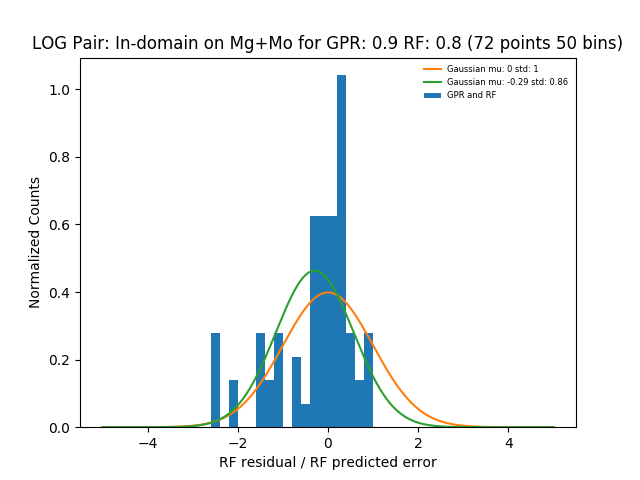 LOG Pair: In-domain on Mg+Mo for GPR: 0.9 RF: 0.8 (72 points 50 bins)
Gaussian mu: 0 std: 1
Gaussian mu: -0.29 std: 0.86
GPR and RF
Normalized Counts
1.0
0.8
0.6
0.4
0.2
0.0
−4 −2 0 2 4
RF residual / RF predicted error